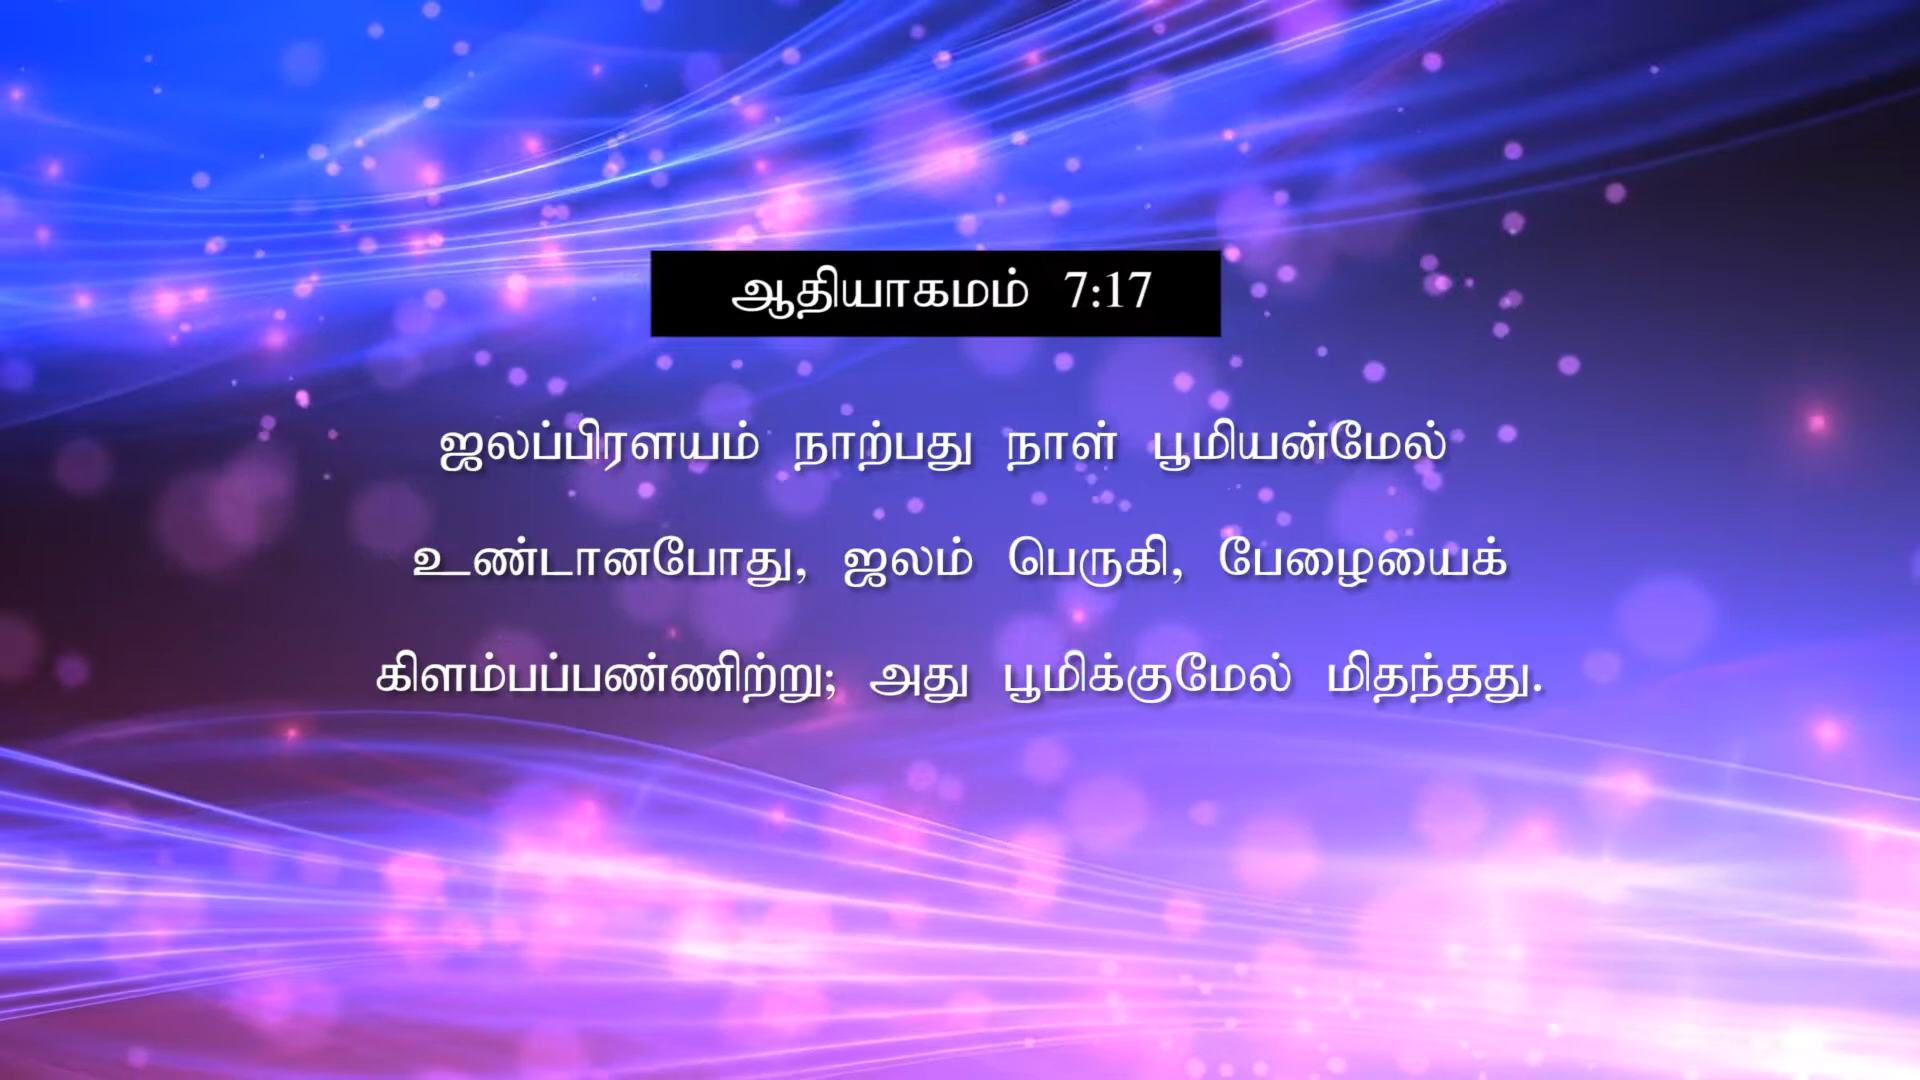 ஆதியாகமம் 7:17
ஜலப்பிரளயம் நாற்பது நாள் பூமியன்மேல்
உண்டானபோது, ஜலம் பெருகி, பேழையைக்
கிளம்பப்பண்ணிற்று; அது பூமிக்குமேல் மிதந்தது.